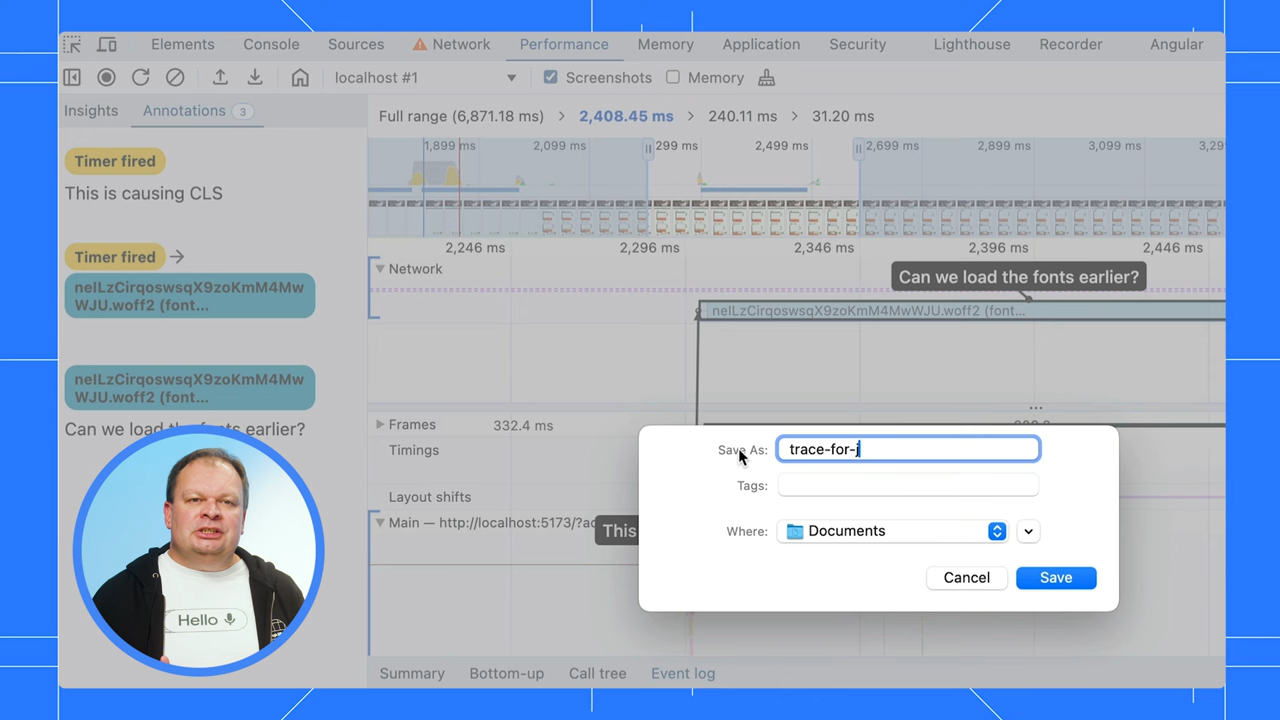 Elements Console Sources Network Performance Memory Application Security Lighthouse Recorder Angular
localhost #1 Screenshots Memory
Insights Annotations 3
Full range (6,871.18 ms) > 2,408.45 ms > 240.11 ms > 31.20 ms
1,899 ms 2,099 ms 299 ms 2,499 ms 2,699 ms 2,899 ms 3,099 ms 3,29
Timer fired
This is causing CLS
2,246 ms 2,296 ms 2,346 ms 2,396 ms 2,446 ms
Timer fired →
neILzCirqoswsqX9zoKmM4Mw
WJU.woff2 (font...
Network
Can we load the fonts earlier?
neILzCirqoswsqX9zoKmM4MwWJU.woff2 (font...
neILzCirqoswsqX9zoKmM4Mw
WJU.woff2 (font...
Can we load the fonts earlier?
Frames 332.4 ms
Timings
Layout shifts
Main — http://localhost:5173/?ac
This
Save As: trace-for-j
Tags:
Where: Documents
Cancel Save
Hello
Summary Bottom-up Call tree Event log